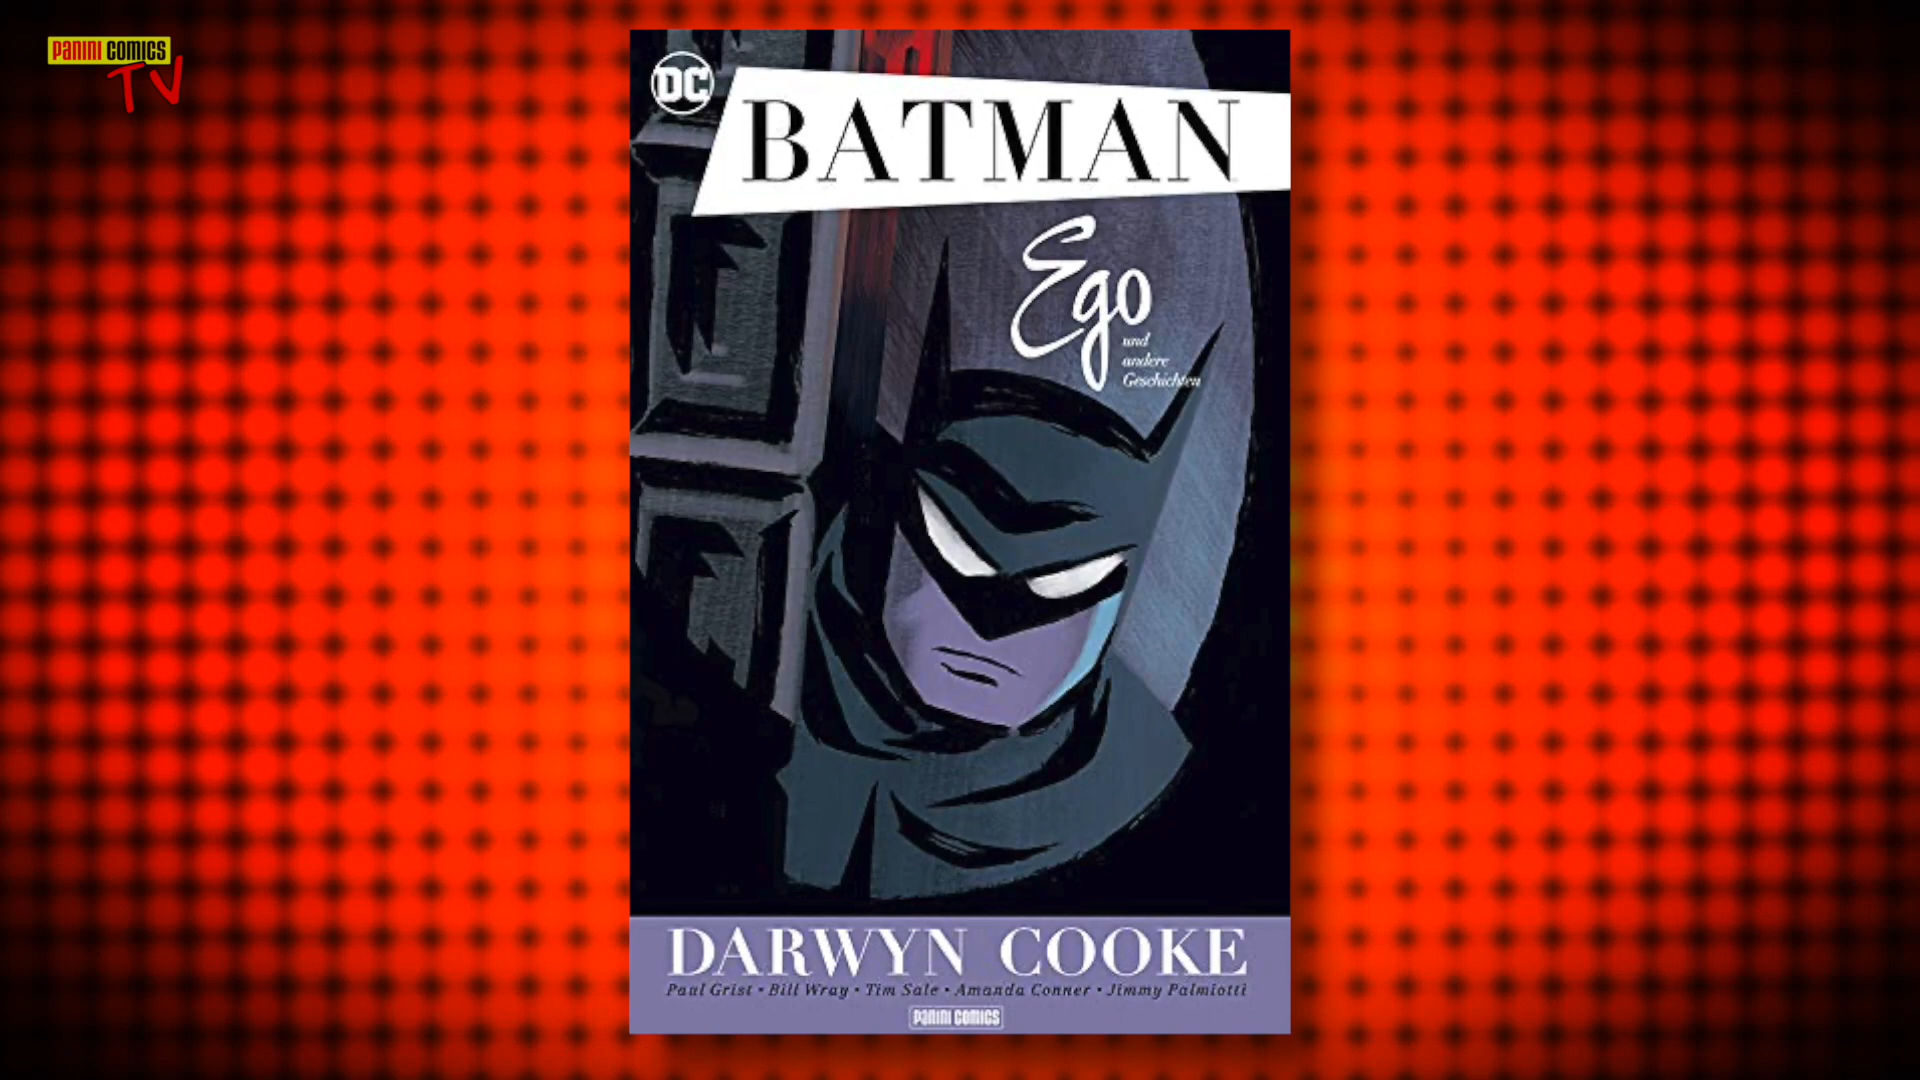 PANINI COMICS
TV
DC
BATMAN
Ego
und
andere
Geschichten
DARWYN COOKE
Paul Grist • Bill Wray • Tim Sale • Amanda Conner • Jimmy Palmiotti
PANINI COMICS